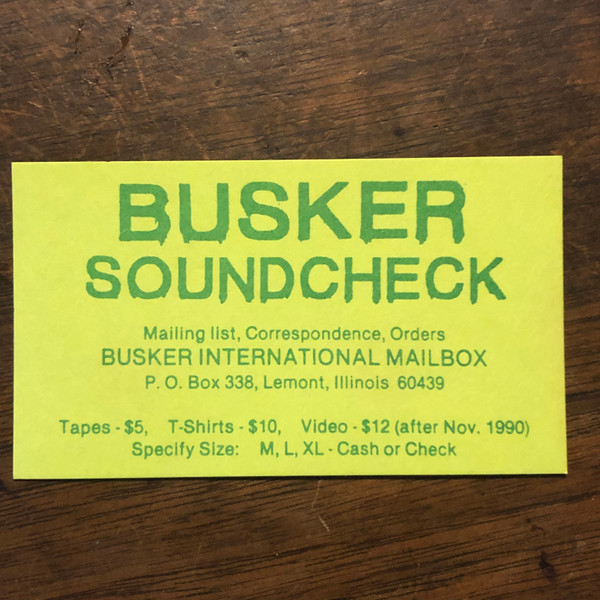 BUSKER
SOUNDCHECK
Mailing list, Correspondence, Orders
BUSKER INTERNATIONAL MAILBOX
P. O. Box 338, Lemont, Illinois 60439
Tapes - $5, T-Shirts - $10, Video - $12 (after Nov. 1990)
Specify Size: M, L, XL - Cash or Check